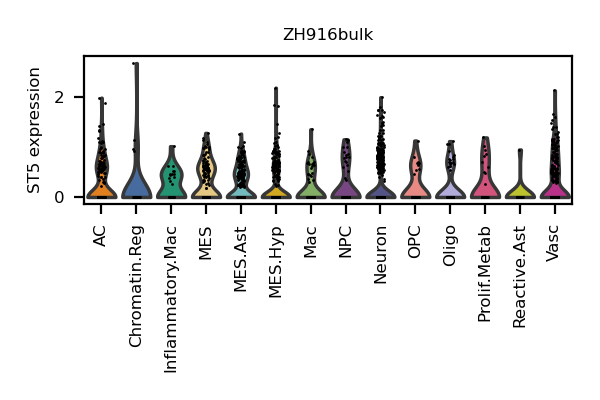 ZH916bulk
ST5 expression
2
0
AC
Chromatin.Reg
Inflammatory.Mac
MES
MES.Ast
MES.Hyp
Mac
NPC
Neuron
OPC
Oligo
Prolif.Metab
Reactive.Ast
Vasc